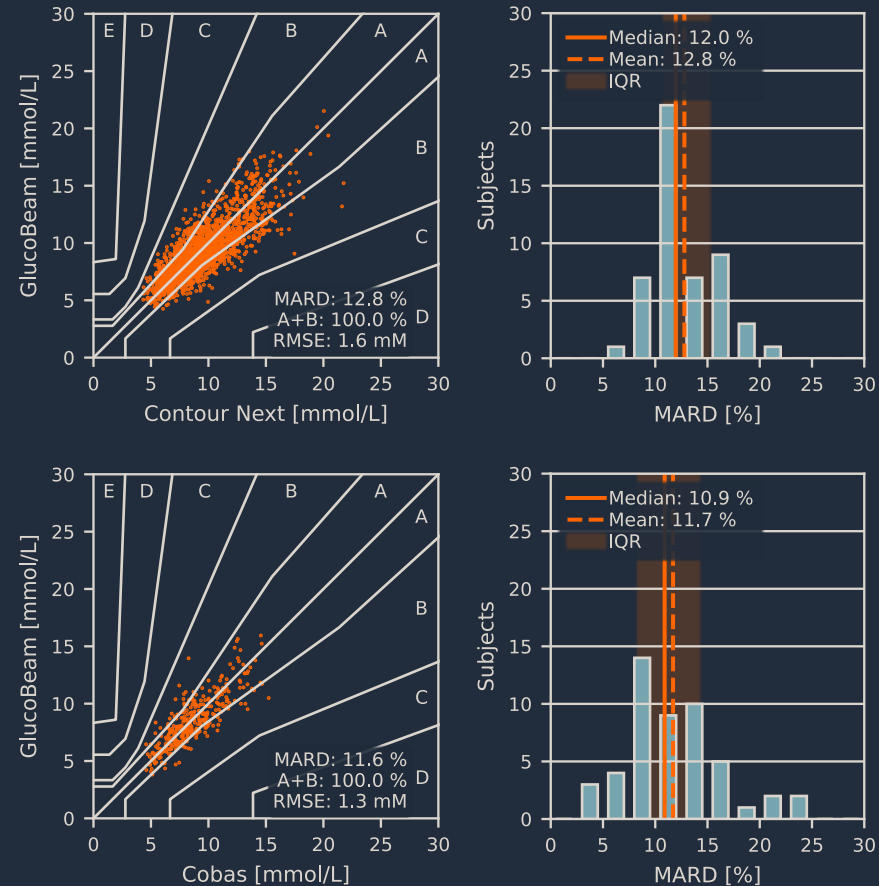 30
25
20
15
10
5
0
GlucoBeam [mmol/L]
E
D
C
B
A
A
B
C
D
MARD: 12.8 %
A+B: 100.0 %
RMSE: 1.6 mM
0 5 10 15 20 25 30
Contour Next [mmol/L]
30
25
20
15
10
5
0
Subjects
Median: 12.0 %
Mean: 12.8 %
IQR
0 5 10 15 20 25 30
MARD [%]
30
25
20
15
10
5
0
GlucoBeam [mmol/L]
E
D
C
B
A
A
B
C
D
MARD: 11.6 %
A+B: 100.0 %
RMSE: 1.3 mM
0 5 10 15 20 25 30
Cobas [mmol/L]
30
25
20
15
10
5
0
Subjects
Median: 10.9 %
Mean: 11.7 %
IQR
0 5 10 15 20 25 30
MARD [%]